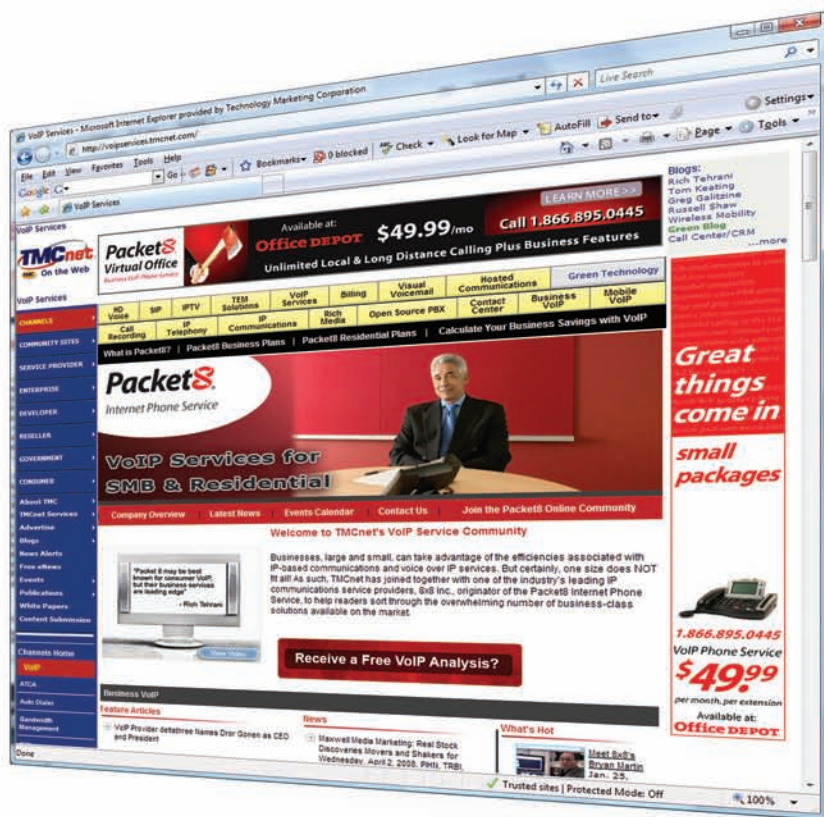 VoIP Services - Microsoft Internet Explorer provided by Technology Marketing Corporation
http://voipservices.tmcnet.com/
Live Search
File Edit View Favorites Tools Help
Google G
Go
Bookmarks
0 blocked
Check
Look for Map
AutoFill
Send to
Settings
VoIP Services
Page
Tools
VoIP Services
TMCnet
On the Web
VoIP Services
CHANNELS
COMMUNITY SITES
SERVICE PROVIDER
ENTERPRISE
DEVELOPER
RESELLER
GOVERNMENT
CONSUMER
About TMC
TMCnet Services
Advertise
Blogs
News Alerts
Free eNews
Events
Publications
White Papers
Content Submission
Channels Home
VoIP
ATCA
Auto Dialer
Bandwidth
Management
Packet8
Virtual Office
Business VoIP Phone Service
Available at:
Office DEPOT
$49.99/mo
LEARN MORE >>
Call 1.866.895.0445
Unlimited Local & Long Distance Calling Plus Business Features
HD Voice
SIP
IPTV
TEM Solutions
VoIP Services
Billing
Visual Voicemail
Hosted Communications
Green Technology
Call Recording
IP Telephony
IP Communications
Rich Media
Open Source PBX
Contact Center
Business VoIP
Mobile VoIP
What is Packet8? | Packet8 Business Plans | Packet8 Residential Plans | Calculate Your Business Savings with VoIP
Packet8
Internet Phone Service
VoIP Services for
SMB & Residential
Company Overview | Latest News | Events Calendar | Contact Us | Join the Packet8 Online Community
Welcome to TMCnet's VoIP Service Community
"Packet 8 may be best
known for consumer VoIP,
but their business services
are leading edge"
- Rich Tehrani
View Video
Businesses, large and small, can take advantage of the efficiencies associated with
IP-based communications and voice over IP services. But certainly, one size does NOT
fit all! As such, TMCnet has joined together with one of the industry's leading IP
communications service providers, 8x8 Inc., originator of the Packet8 Internet Phone
Service, to help readers sort through the overwhelming number of business-class
solutions available on the market.
Receive a Free VoIP Analysis?
Business VoIP
Feature Articles
VoIP Provider deltathree Names Dror Gonen as CEO
and President
News
Maxwell Media Marketing: Real Stock
Discoveries Movers and Shakers for
Wednesday, April 2, 2008. PIHN, TRBI,
What's Hot
Meet 8x8's
Bryan Martin
Jan. 25,
Blogs:
Rich Tehrani
Tom Keating
Greg Galitzine
Russell Shaw
Wireless Mobility
Green Blog
Call Center/CRM
...more
Great
things
come in
small
packages
1.866.895.0445
VoIP Phone Service
$49.99
per month, per extension
Available at:
Office DEPOT
Done
Trusted sites | Protected Mode: Off
100%